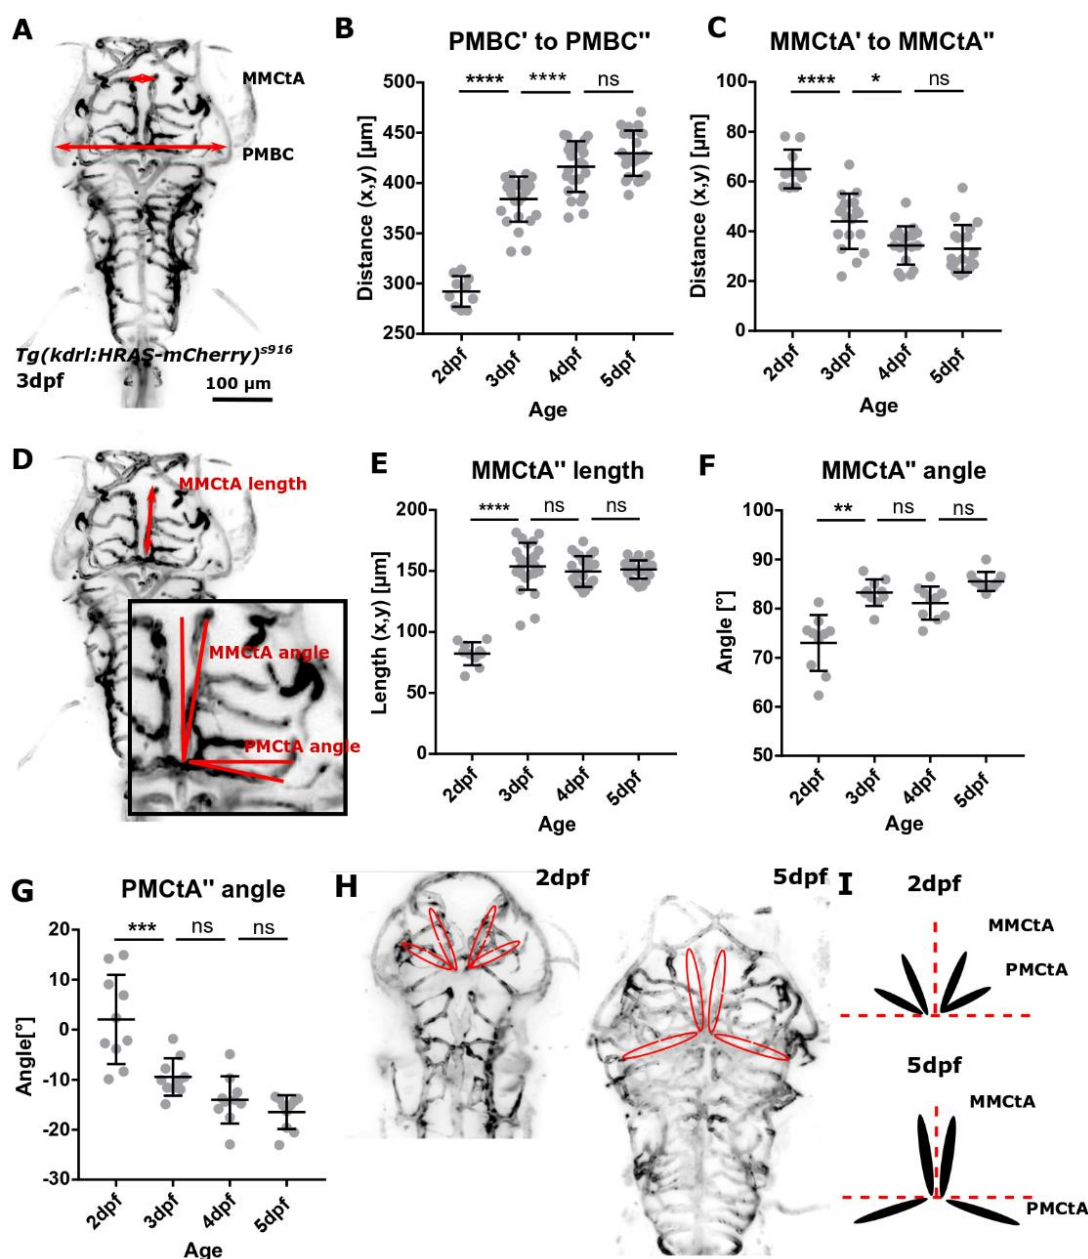 A
MMCtA
PMBC
Tg(kdrl:HRAS-mCherry)s916
3dpf
100 µm
B
PMBC' to PMBC"
**** **** ns
Distance (x,y) [µm]
500
450
400
350
300
250
2dpf 3dpf 4dpf 5dpf
Age
C
MMCtA' to MMCtA"
**** * ns
Distance (x,y) [µm]
100
80
60
40
20
0
2dpf 3dpf 4dpf 5dpf
Age
D
MMCtA length
MMCtA angle
PMCtA angle
E
MMCtA" length
**** ns ns
Length (x,y) [µm]
200
150
100
50
0
2dpf 3dpf 4dpf 5dpf
Age
F
MMCtA" angle
** ns ns
Angle [°]
100
90
80
70
60
50
2dpf 3dpf 4dpf 5dpf
Age
G
PMCtA" angle
*** ns ns
Angle[°]
20
10
0
-10
-20
-30
2dpf 3dpf 4dpf 5dpf
Age
H
2dpf
5dpf
I
2dpf
MMCtA
PMCtA
5dpf
MMCtA
PMCtA